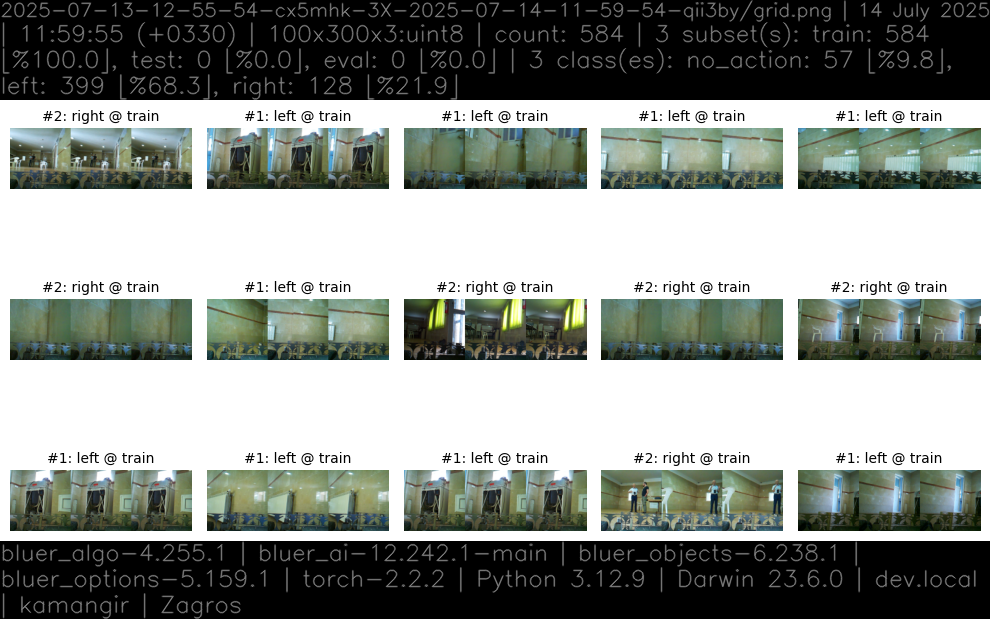 2025-07-13-12-55-54-cx5mhk-3X-2025-07-14-11-59-54-qii3by/grid.png | 14 July 2025
| 11:59:55 (+0330) | 100x300x3:uint8 | count: 584 | 3 subset(s): train: 584
[%100.0], test: 0 [%0.0], eval: 0 [%0.0] | 3 class(es): no_action: 57 [%9.8],
left: 399 [%68.3], right: 128 [%21.9]
#2: right @ train #1: left @ train #1: left @ train #1: left @ train #1: left @ train
#2: right @ train #1: left @ train #2: right @ train #2: right @ train #2: right @ train
#1: left @ train #1: left @ train #1: left @ train #2: right @ train #1: left @ train
bluer_algo-4.255.1 | bluer_ai-12.242.1-main | bluer_objects-6.238.1 |
bluer_options-5.159.1 | torch-2.2.2 | Python 3.12.9 | Darwin 23.6.0 | dev.local
| kamangir | Zagros